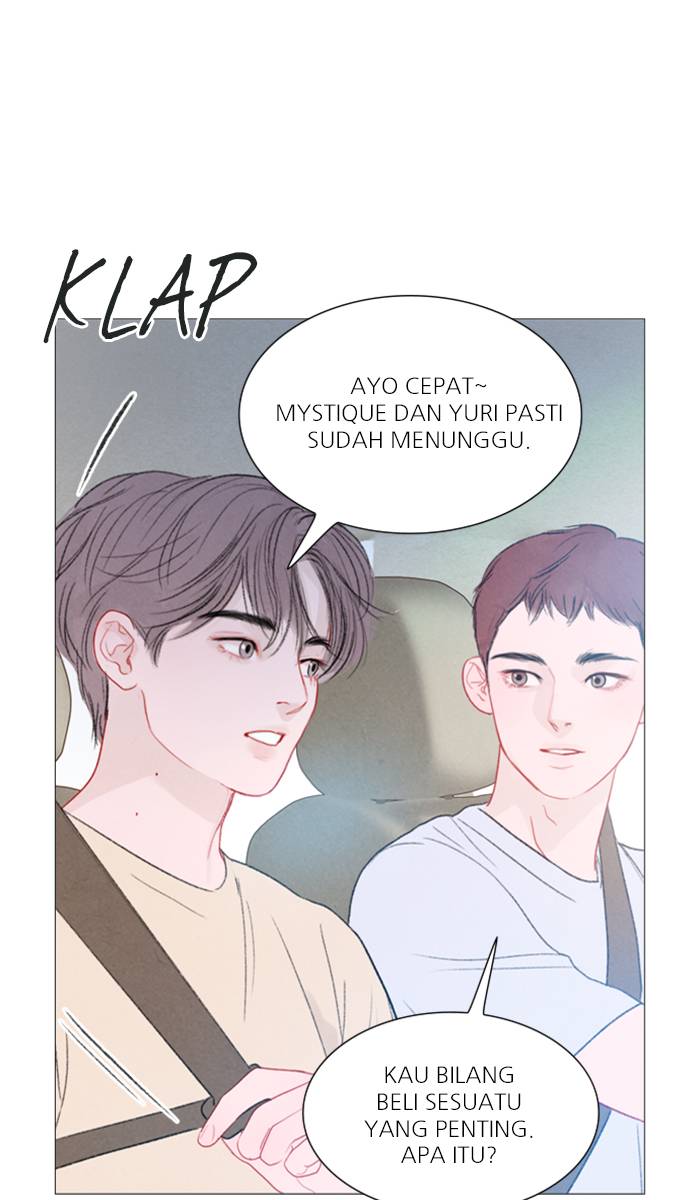 KLAP
AYO CEPAT~
MYSTIQUE DAN YURI PASTI
SUDAH MENUNGGU.
KAU BILANG
BELI SESUATU
YANG PENTING.
APA ITU?